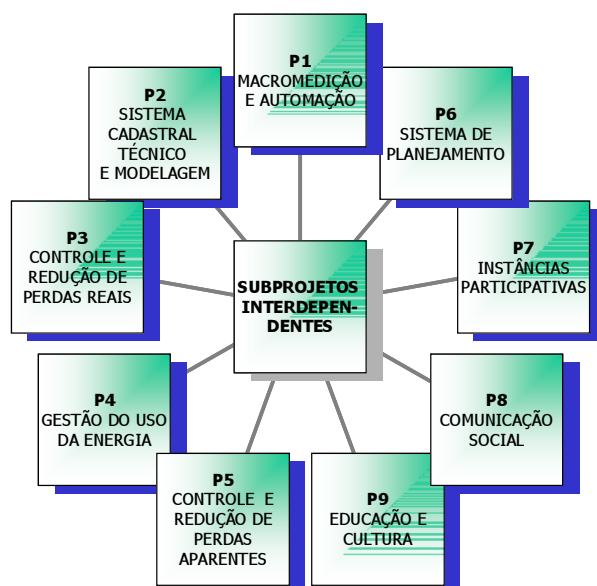 P1
MACROMEDIÇÃO
E AUTOMAÇÃO
P2
SISTEMA
CADASTRAL
TÉCNICO
E MODELAGEM
P6
SISTEMA DE
PLANEJAMENTO
P3
CONTROLE E
REDUÇÃO DE
PERDAS REAIS
P7
INSTÂNCIAS
PARTICIPATIVAS
SUBPROJETOS
INTERDEPEN-
DENTES
P4
GESTÃO DO USO
DA ENERGIA
P8
COMUNICAÇÃO
SOCIAL
P5
CONTROLE E
REDUÇÃO DE
PERDAS
APARENTES
P9
EDUCAÇÃO E
CULTURA